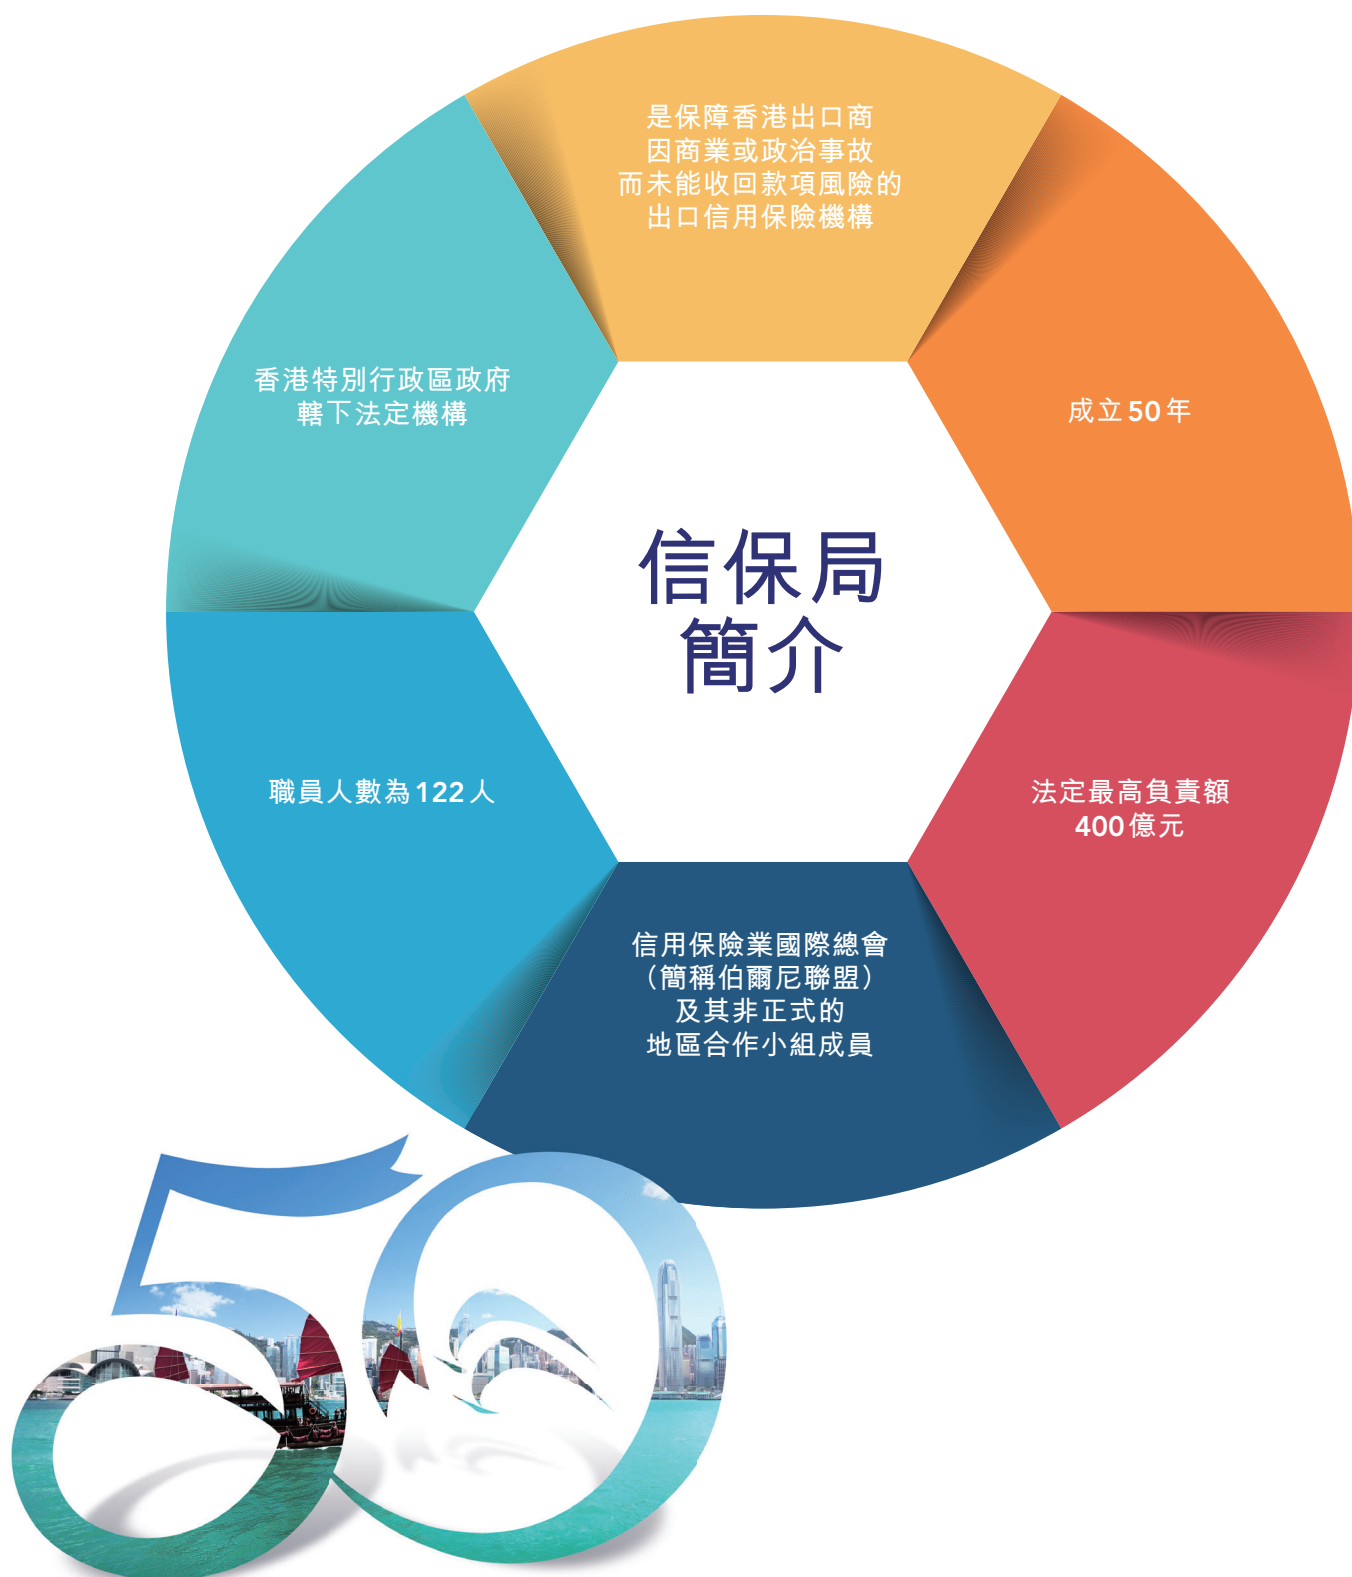 信保局
簡介
是保障香港出口商
因商業或政治事故
而未能收回款項風險的
出口信用保險機構
成立50年
法定最高負責額
400億元
信用保險業國際總會
（簡稱伯爾尼聯盟）
及其非正式的
地區合作小組成員
職員人數為122人
香港特別行政區政府
轄下法定機構
50